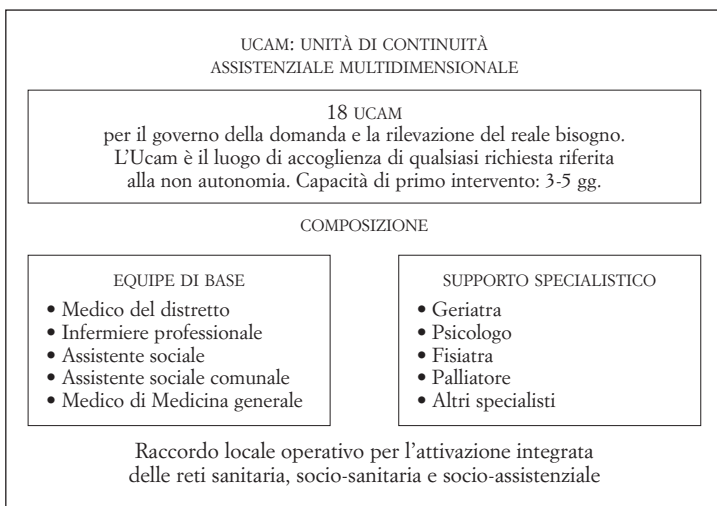 UCAM: UNITÀ DI CONTINUITÀ
ASSISTENZIALE MULTIDIMENSIONALE
18 UCAM
per il governo della domanda e la rilevazione del reale bisogno.
L’Ucam è il luogo di accoglienza di qualsiasi richiesta riferita
alla non autonomia. Capacità di primo intervento: 3-5 gg.
COMPOSIZIONE
EQUIPE DI BASE
• Medico del distretto
• Infermiere professionale
• Assistente sociale
• Assistente sociale comunale
• Medico di Medicina generale
SUPPORTO SPECIALISTICO
• Geriatra
• Psicologo
• Fisiatra
• Palliatore
• Altri specialisti
Raccordo locale operativo per l’attivazione integrata
delle reti sanitaria, socio-sanitaria e socio-assistenziale